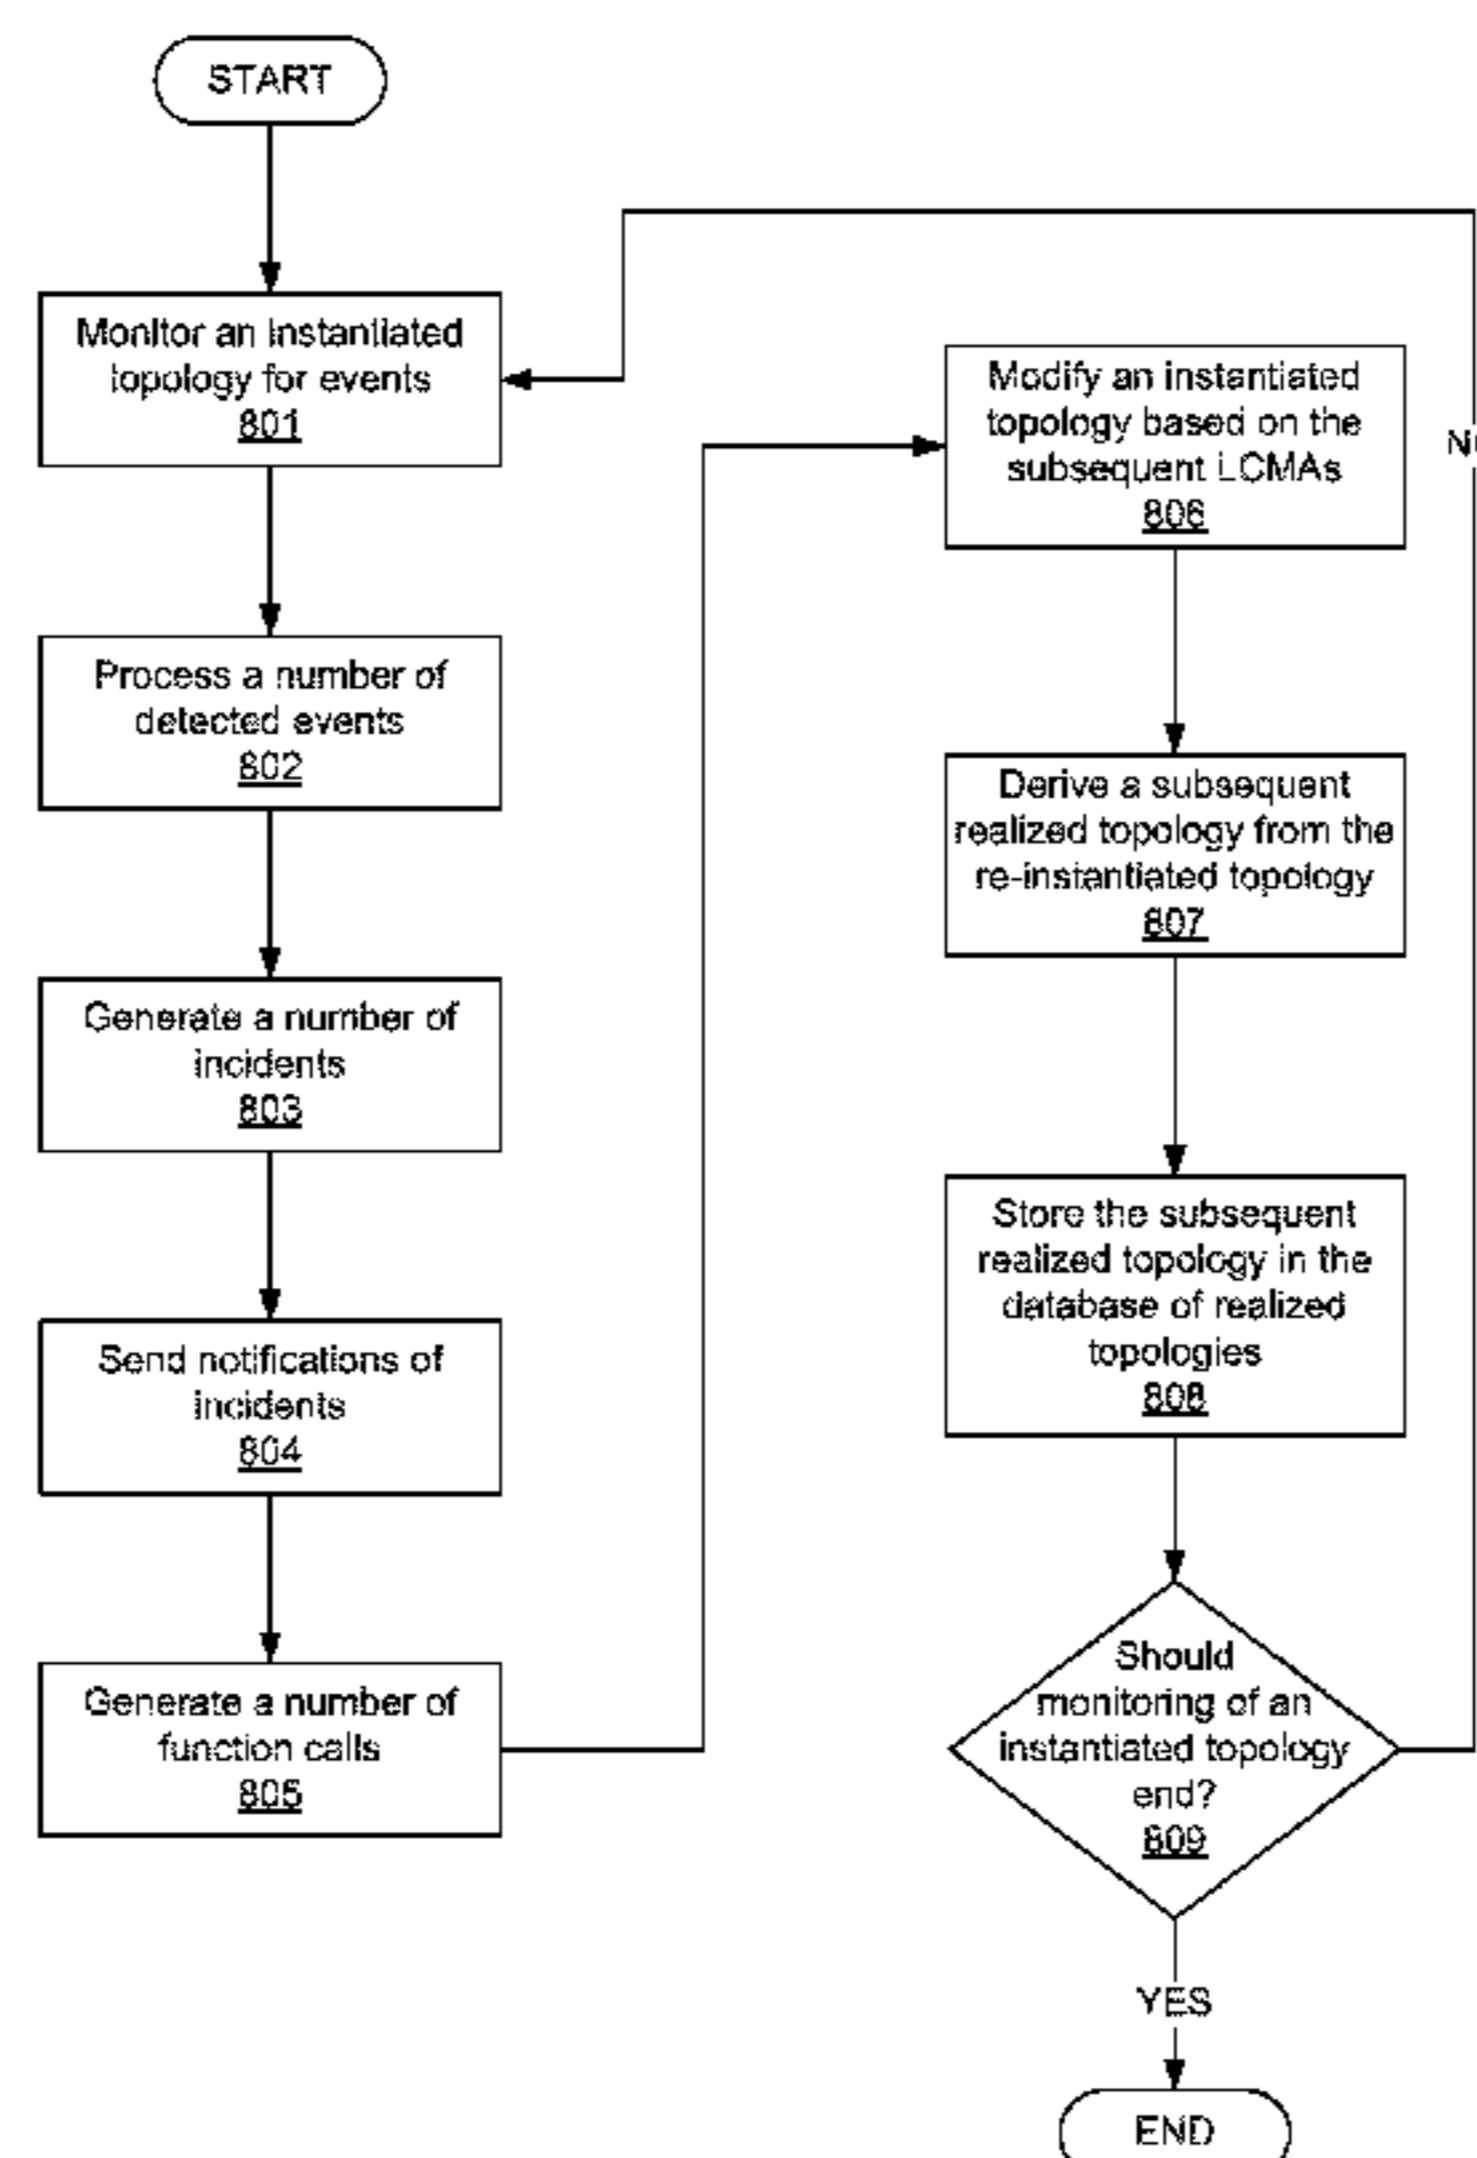 START
Monitor an instantiated
topology for events
801
Process a number of
detected events
802
Generate a number of
incidents
803
Send notifications of
incidents
804
Generate a number of
function calls
805
Modify an instantiated
topology based on the
subsequent LCMAs
806
Derive a subsequent
realized topology from the
re-instantiated topology
807
Store the subsequent
realized topology in the
database of realized
topologies
808
Should
monitoring of an
instantiated topology
end?
809
YES
END